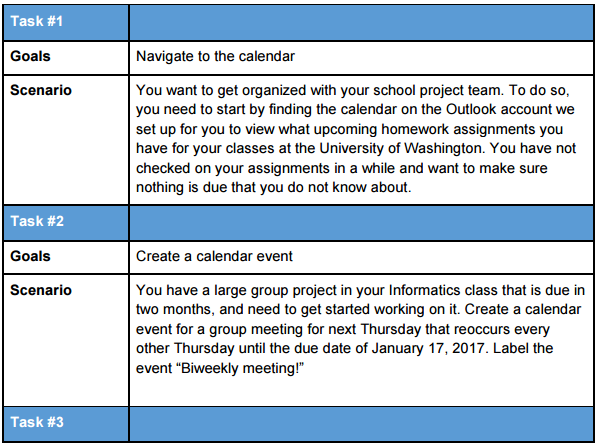 Task #1
Goals
Navigate to the calendar
Scenario
You want to get organized with your school project team. To do so,
you need to start by finding the calendar on the Outlook account we
set up for you to view what upcoming homework assignments you
have for your classes at the University of Washington. You have not
checked on your assignments in a while and want to make sure
nothing is due that you do not know about.
Task #2
Goals
Create a calendar event
Scenario
You have a large group project in your Informatics class that is due in
two months, and need to get started working on it. Create a calendar
event for a group meeting for next Thursday that reoccurs every
other Thursday until the due date of January 17, 2017. Label the
event “Biweekly meeting!”
Task #3